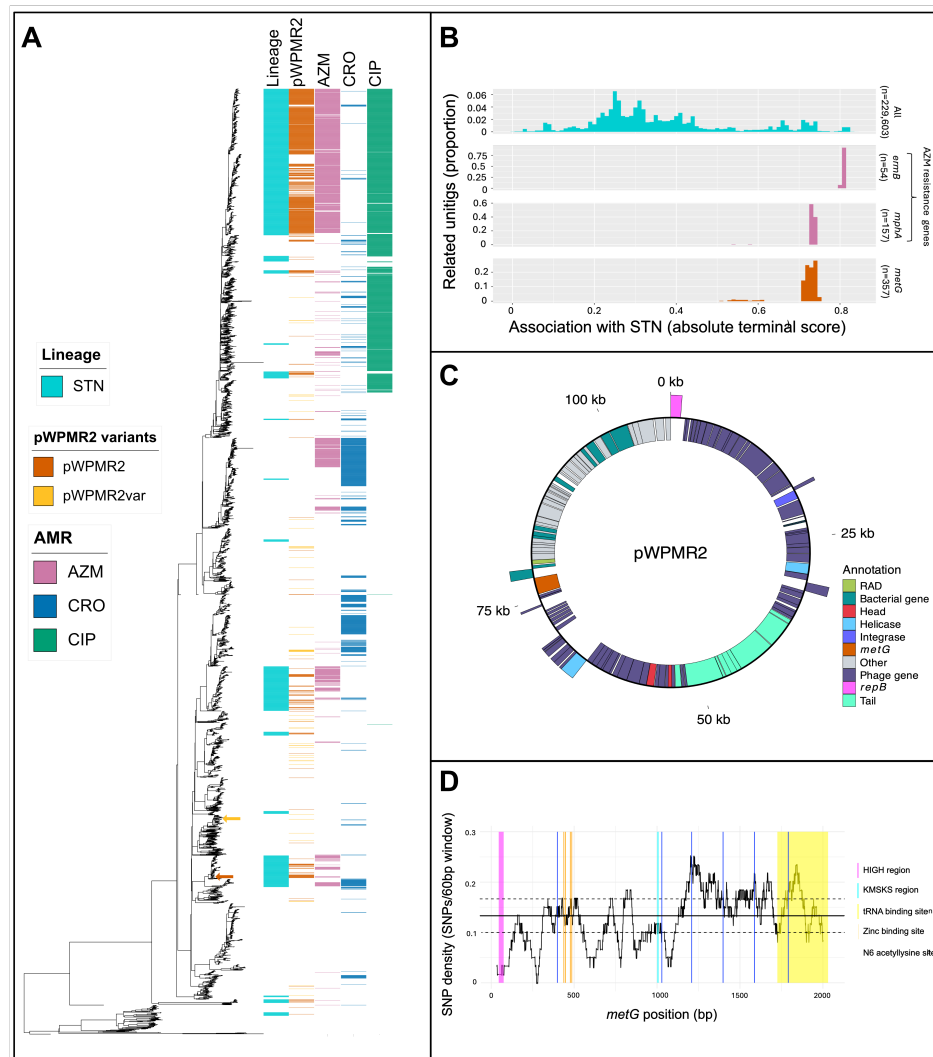 A
Lineage
pWPMR2
AZM
CRO
CIP
Lineage
STN
pWPMR2 variants
pWPMR2
pWPMR2var
AMR
AZM
CRO
CIP
B
Related unitigs (proportion)
0.06
0.04
0.02
0
All
(n=229,603)
0.75
0.5
0.25
0
ermB
(n=54)
0.6
0.4
0.2
0
mphA
(n=157)
AZM resistance genes
0.2
0.1
0
metG
(n=357)
0
0.2
0.4
0.6
0.8
Association with STN (absolute terminal score)
C
0 kb
100 kb
25 kb
pWPMR2
75 kb
50 kb
Annotation
RAD
Bacterial gene
Head
Helicase
Integrase
metG
Other
Phage gene
repB
Tail
D
SNP density (SNPs/60bp window)
0.3
0.2
0.1
0
0
500
1000
1500
2000
metG position (bp)
HIGH region
KMSKS region
tRNA binding site
Zinc binding site
N6 acetyllysine site